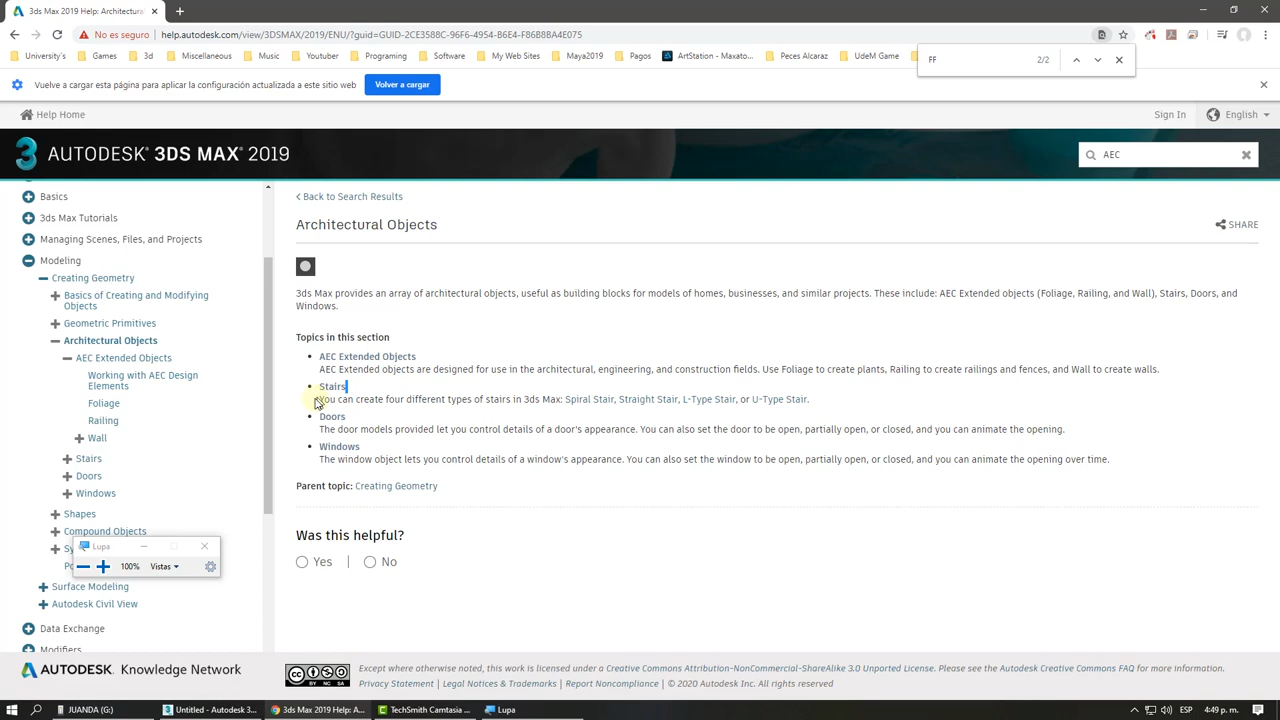 3ds Max 2019 Help: Architectura
No es seguro
help.autodesk.com/view/3DSMAX/2019/ENU/?guid=GUID-2CE3588C-96F6-4954-B6E4-F86B8BA4E075
University's
Games
3d
Miscellaneous
Music
Youtuber
Programing
Software
My Web Sites
Maya2019
Pagos
ArtStation - Maxato...
Peces Alcaraz
UdeM Game
FF
2/2
Vuelve a cargar esta página para aplicar la configuración actualizada a este sitio web
Volver a cargar
Help Home
Sign In
English
3 AUTODESK® 3DS MAX® 2019
AEC
Basics
3ds Max Tutorials
Managing Scenes, Files, and Projects
Modeling
Creating Geometry
Basics of Creating and Modifying
Objects
Geometric Primitives
Architectural Objects
AEC Extended Objects
Working with AEC Design
Elements
Foliage
Railing
Wall
Stairs
Doors
Windows
Shapes
Compound Objects
Sy
Po
Surface Modeling
Autodesk Civil View
Data Exchange
Modifiers
Lupa
100%
Vistas
Back to Search Results
Architectural Objects
SHARE
3ds Max provides an array of architectural objects, useful as building blocks for models of homes, businesses, and similar projects. These include: AEC Extended objects (Foliage, Railing, and Wall), Stairs, Doors, and
Windows.
Topics in this section
AEC Extended Objects
AEC Extended objects are designed for use in the architectural, engineering, and construction fields. Use Foliage to create plants, Railing to create railings and fences, and Wall to create walls.
Stairs
You can create four different types of stairs in 3ds Max: Spiral Stair, Straight Stair, L-Type Stair, or U-Type Stair.
Doors
The door models provided let you control details of a door's appearance. You can also set the door to be open, partially open, or closed, and you can animate the opening.
Windows
The window object lets you control details of a window's appearance. You can also set the window to be open, partially open, or closed, and you can animate the opening over time.
Parent topic: Creating Geometry
Was this helpful?
Yes
No
AUTODESK. Knowledge Network
CC
BY NC SA
Except where otherwise noted, this work is licensed under a Creative Commons Attribution-NonCommercial-ShareAlike 3.0 Unported License. Please see the Autodesk Creative Commons FAQ for more information.
Privacy Statement | Legal Notices & Trademarks | Report Noncompliance | © 2020 Autodesk Inc. All rights reserved
JUANDA (G:)
Untitled - Autodesk 3...
3ds Max 2019 Help: A...
TechSmith Camtasia ...
Lupa
ESP
4:49 p. m.